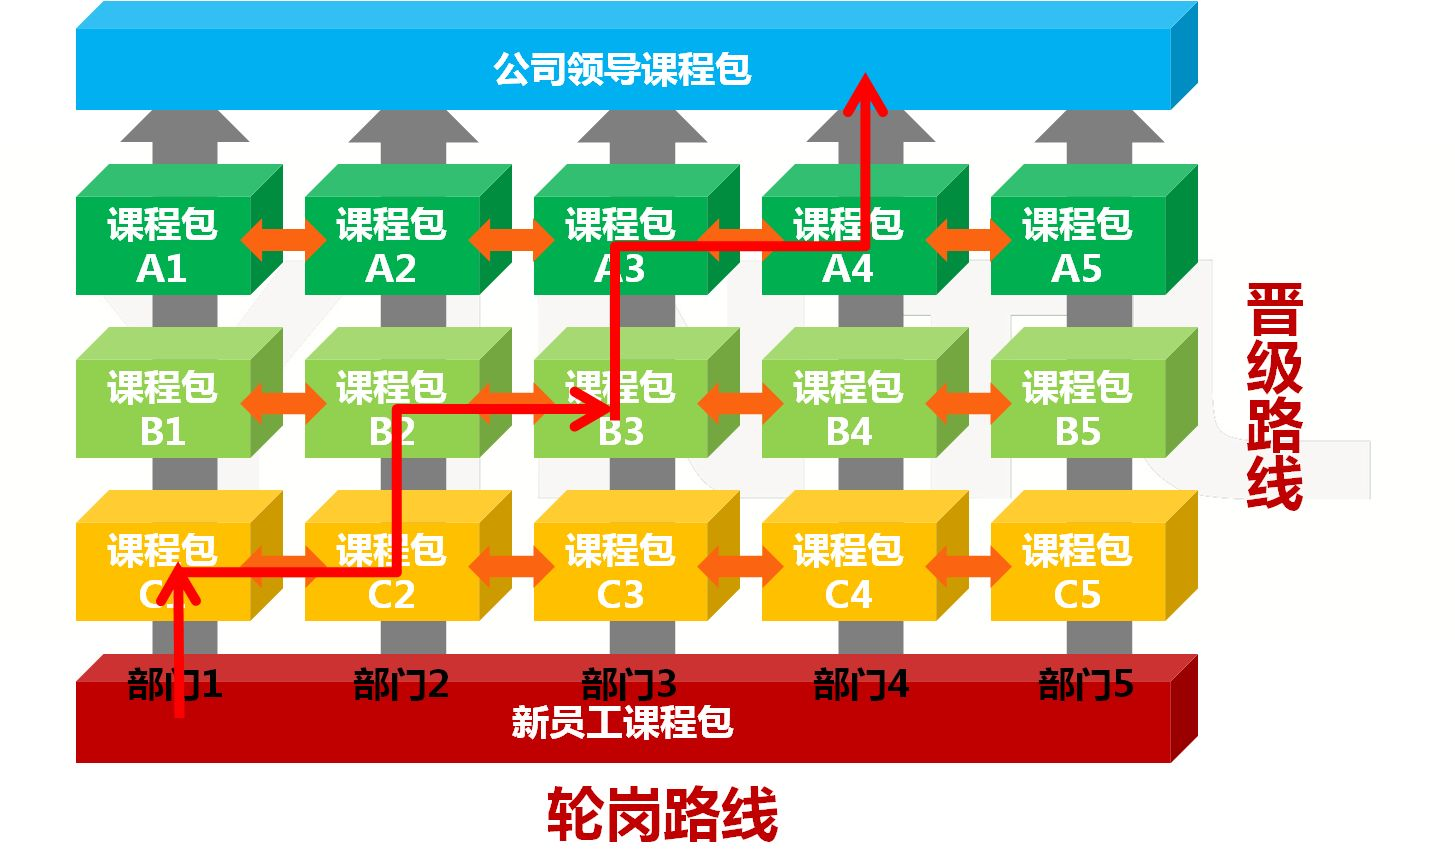 公司领导课程包
课程包
A1
课程包
A2
课程包
A3
课程包
A4
课程包
A5
课程包
B1
课程包
B2
课程包
B3
课程包
B4
课程包
B5
课程包
C1
课程包
C2
课程包
C3
课程包
C4
课程包
C5
部门1
部门2
部门3
部门4
部门5
新员工课程包
轮岗路线
晋级路线